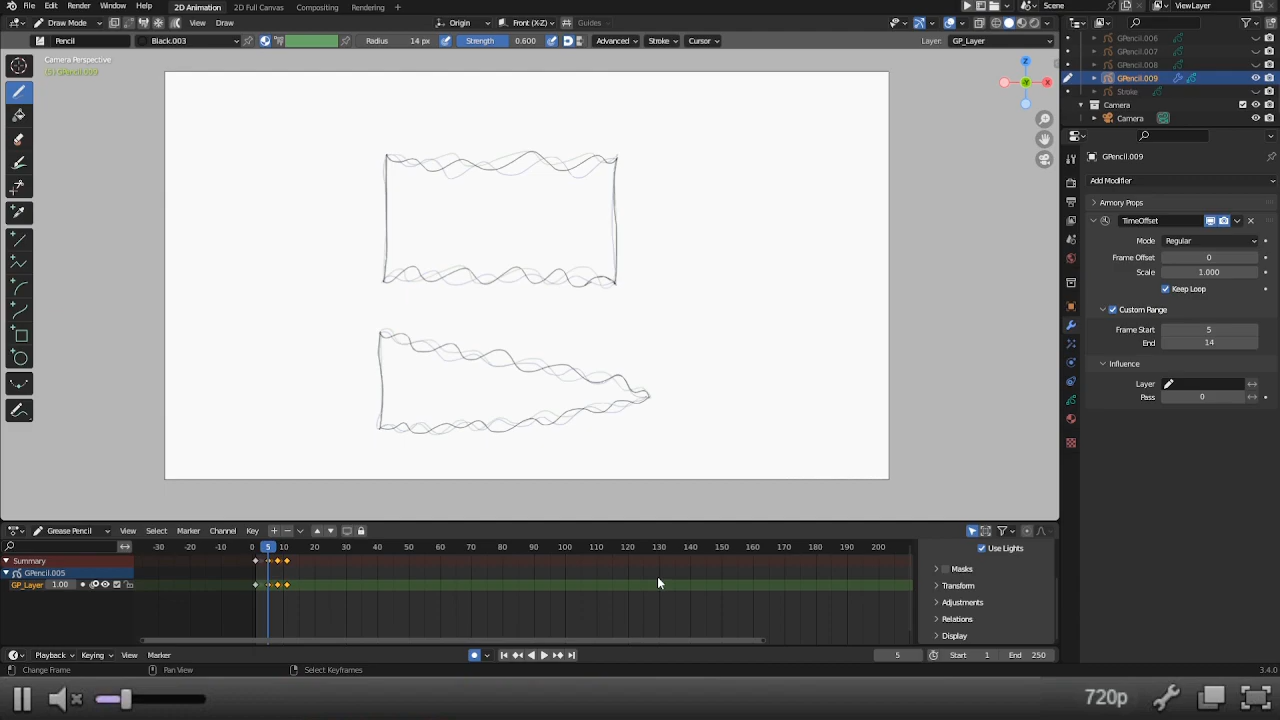 File Edit Render Window Help 2D Animation 2D Full Canvas Compositing Rendering + Scene ViewLayer
Draw Mode View Draw Origin Front (X-Z) Guides
Pencil Black.003 Radius 14 px Strength 0.600 Advanced Stroke Cursor Layer: GP_Layer
Camera Perspective
(5) GPencil.009
Z
X
Y
GPencil.006
GPencil.007
GPencil.008
GPencil.009
Stroke
Camera
Camera
GPencil.009
Add Modifier
Armory Props
TimeOffset
Mode Regular
Frame Offset 0
Scale 1.000
Keep Loop
Custom Range
Frame Start 5
End 14
Influence
Layer
Pass 0
Grease Pencil View Select Marker Channel Key
-30 -20 -10 0 5 10 20 30 40 50 60 70 80 90 100 110 120 130 140 150 160 170 180 190 200
Summary
GPencil.005
GP_Layer 1.00
Use Lights
Masks
Transform
Adjustments
Relations
Display
Playback Keying View Marker 5 Start 1 End 250
Change Frame Pan View Select Keyframes 3.4.0
720p